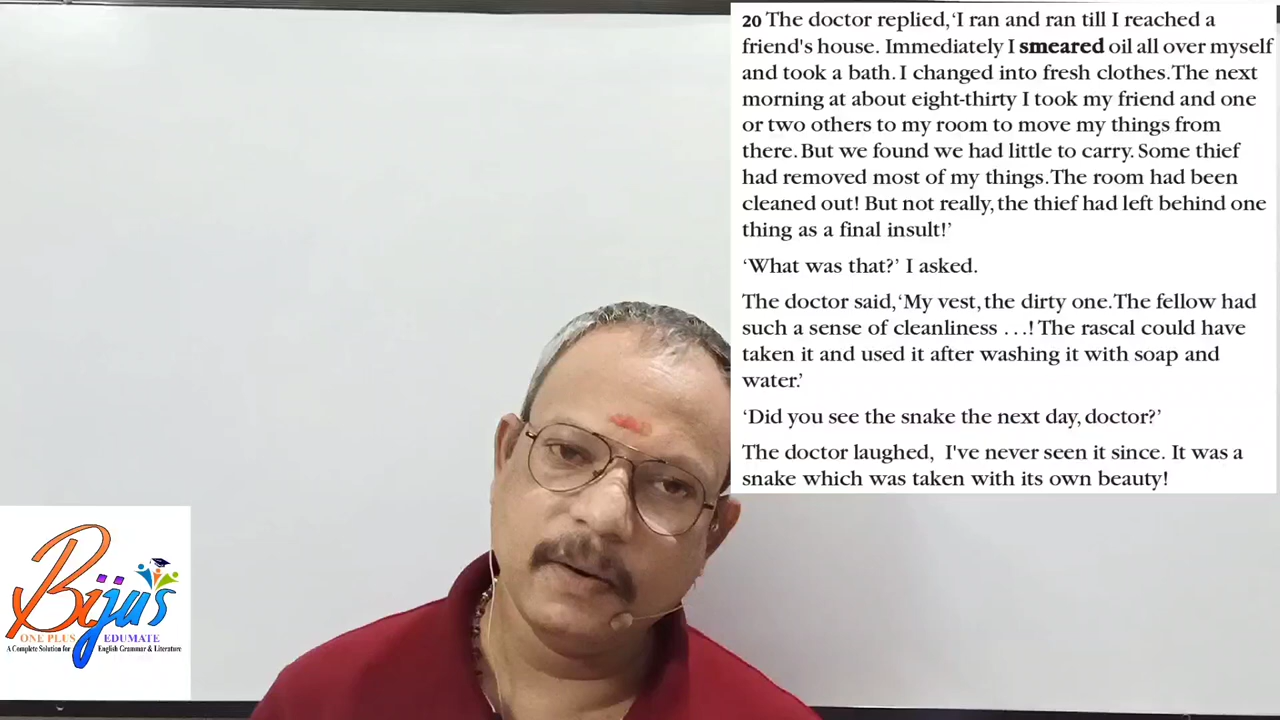 20 The doctor replied, ‘I ran and ran till I reached a
friend's house. Immediately I smeared oil all over myself
and took a bath. I changed into fresh clothes. The next
morning at about eight-thirty I took my friend and one
or two others to my room to move my things from
there. But we found we had little to carry. Some thief
had removed most of my things. The room had been
cleaned out! But not really, the thief had left behind one
thing as a final insult!’
‘What was that?’ I asked.
The doctor said, ‘My vest, the dirty one. The fellow had
such a sense of cleanliness . . .! The rascal could have
taken it and used it after washing it with soap and
water.’
‘Did you see the snake the next day, doctor?’
The doctor laughed, I've never seen it since. It was a
snake which was taken with its own beauty!
Bijus
ONE PLUS EDUMATE
A Complete Solution for English Grammar & Literature